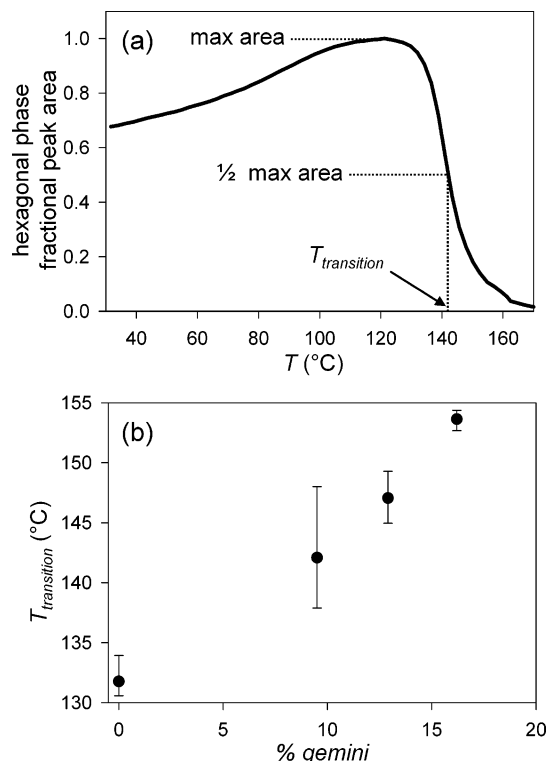 (a)
max area
½ max area
T transition
hexagonal phase
fractional peak area
1.0
0.8
0.6
0.4
0.2
0.0
40 60 80 100 120 140 160
T (°C)
(b)
T transition (°C)
155
150
145
140
135
130
0 5 10 15 20
% gemini